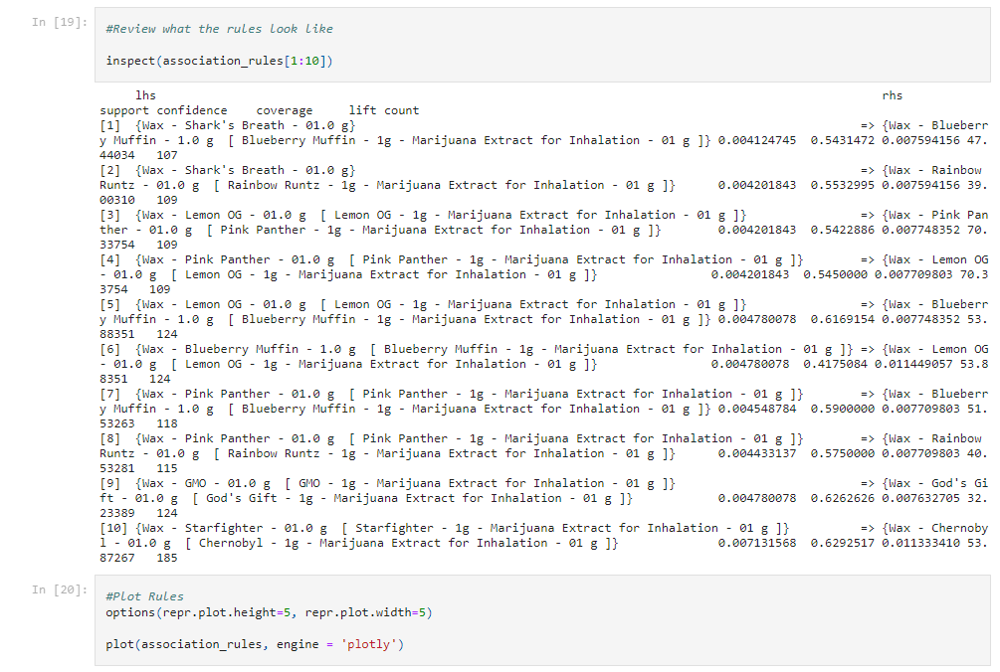 In [19]:
#Review what the rules look like
inspect(association_rules[1:10])
lhs rhs
support confidence coverage lift count
[1] {Wax - Shark's Breath - 01.0 g} => {Wax - Blueberr
y Muffin - 1.0 g [ Blueberry Muffin - 1g - Marijuana Extract for Inhalation - 01 g ]} 0.004124745 0.5431472 0.007594156 47.
44034 107
[2] {Wax - Shark's Breath - 01.0 g} => {Wax - Rainbow
Runtz - 01.0 g [ Rainbow Runtz - 1g - Marijuana Extract for Inhalation - 01 g ]} 0.004201843 0.5532995 0.007594156 39.
00310 109
[3] {Wax - Lemon OG - 01.0 g [ Lemon OG - 1g - Marijuana Extract for Inhalation - 01 g ]} => {Wax - Pink Pan
ther - 01.0 g [ Pink Panther - 1g - Marijuana Extract for Inhalation - 01 g ]} 0.004201843 0.5422886 0.007748352 70.
33754 109
[4] {Wax - Pink Panther - 01.0 g [ Pink Panther - 1g - Marijuana Extract for Inhalation - 01 g ]} => {Wax - Lemon OG
- 01.0 g [ Lemon OG - 1g - Marijuana Extract for Inhalation - 01 g ]} 0.004201843 0.5450000 0.007709803 70.3
3754 109
[5] {Wax - Lemon OG - 01.0 g [ Lemon OG - 1g - Marijuana Extract for Inhalation - 01 g ]} => {Wax - Blueberr
y Muffin - 1.0 g [ Blueberry Muffin - 1g - Marijuana Extract for Inhalation - 01 g ]} 0.004780078 0.6169154 0.007748352 53.
88351 124
[6] {Wax - Blueberry Muffin - 1.0 g [ Blueberry Muffin - 1g - Marijuana Extract for Inhalation - 01 g ]} => {Wax - Lemon OG
- 01.0 g [ Lemon OG - 1g - Marijuana Extract for Inhalation - 01 g ]} 0.004780078 0.4175084 0.011449057 53.8
8351 124
[7] {Wax - Pink Panther - 01.0 g [ Pink Panther - 1g - Marijuana Extract for Inhalation - 01 g ]} => {Wax - Blueberr
y Muffin - 1.0 g [ Blueberry Muffin - 1g - Marijuana Extract for Inhalation - 01 g ]} 0.004548784 0.5900000 0.007709803 51.
53263 118
[8] {Wax - Pink Panther - 01.0 g [ Pink Panther - 1g - Marijuana Extract for Inhalation - 01 g ]} => {Wax - Rainbow
Runtz - 01.0 g [ Rainbow Runtz - 1g - Marijuana Extract for Inhalation - 01 g ]} 0.004433137 0.5750000 0.007709803 40.
53281 115
[9] {Wax - GMO - 01.0 g [ GMO - 1g - Marijuana Extract for Inhalation - 01 g ]} => {Wax - God's Gi
ft - 01.0 g [ God's Gift - 1g - Marijuana Extract for Inhalation - 01 g ]} 0.004780078 0.6262626 0.007632705 32.
23389 124
[10] {Wax - Starfighter - 01.0 g [ Starfighter - 1g - Marijuana Extract for Inhalation - 01 g ]} => {Wax - Chernoby
l - 01.0 g [ Chernobyl - 1g - Marijuana Extract for Inhalation - 01 g ]} 0.007131568 0.6292517 0.011333410 53.
87267 185
In [20]:
#Plot Rules
options(repr.plot.height=5, repr.plot.width=5)
plot(association_rules, engine = 'plotly')